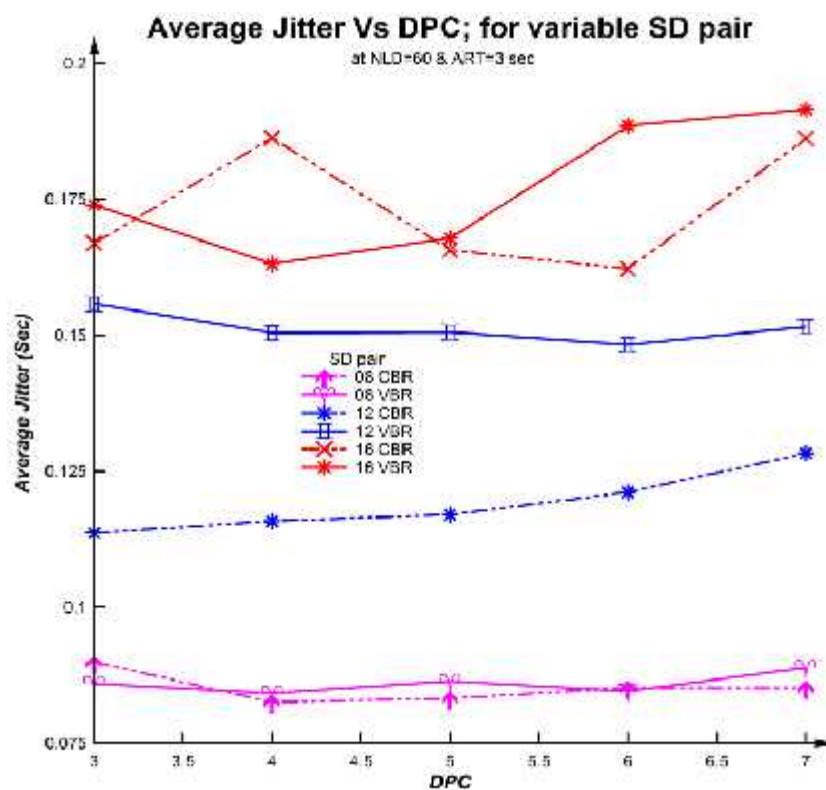 Average Jitter Vs DPC; for variable SD pair
at NLD=60 & ART=3 sec
0.2
0.175
0.15
0.125
0.1
0.075
Average Jitter (Sec)
SD pair
08 CBR
08 VBR
12 CBR
12 VBR
16 CBR
16 VBR
3 3.5 4 4.5 5 5.5 6 6.5 7
DPC